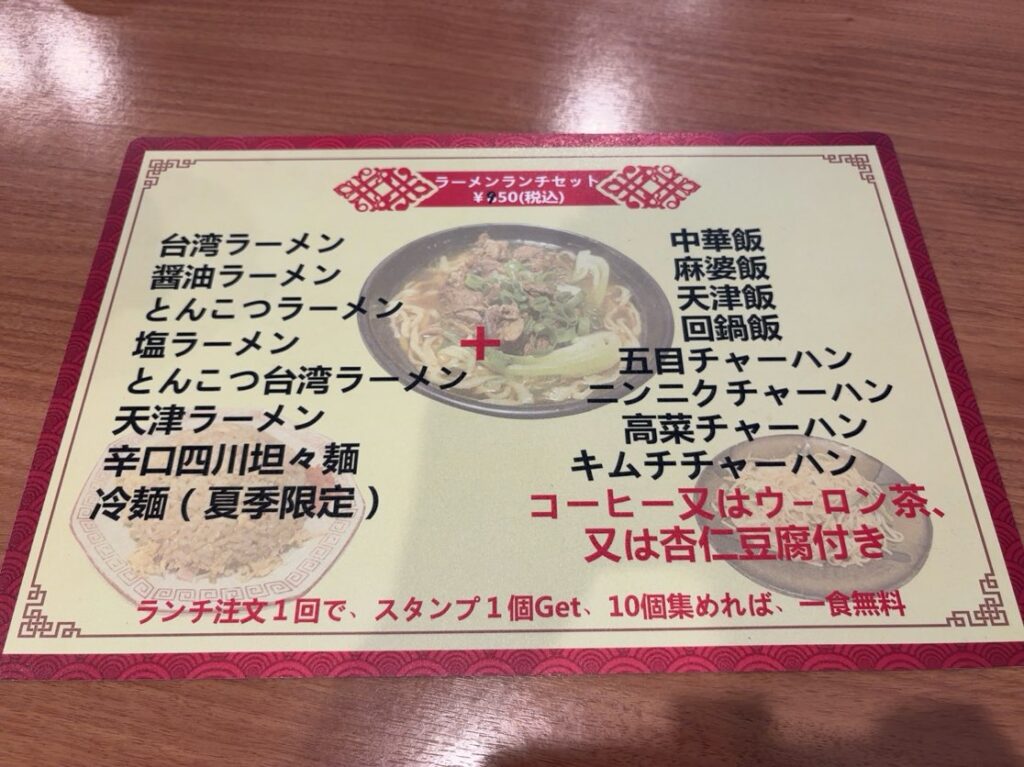 ラーメンランチセット
¥950(税込)
台湾ラーメン
醤油ラーメン
とんこつラーメン
塩ラーメン
とんこつ台湾ラーメン
天津ラーメン
辛口四川坦々麺
冷麺(夏季限定)
+
中華飯
麻婆飯
天津飯
回鍋飯
五目チャーハン
ニンニクチャーハン
高菜チャーハン
キムチチャーハン
コーヒー又はウーロン茶、
又は杏仁豆腐付き
ランチ注文1回で、スタンプ1個Get、10個集めれば、一食無料